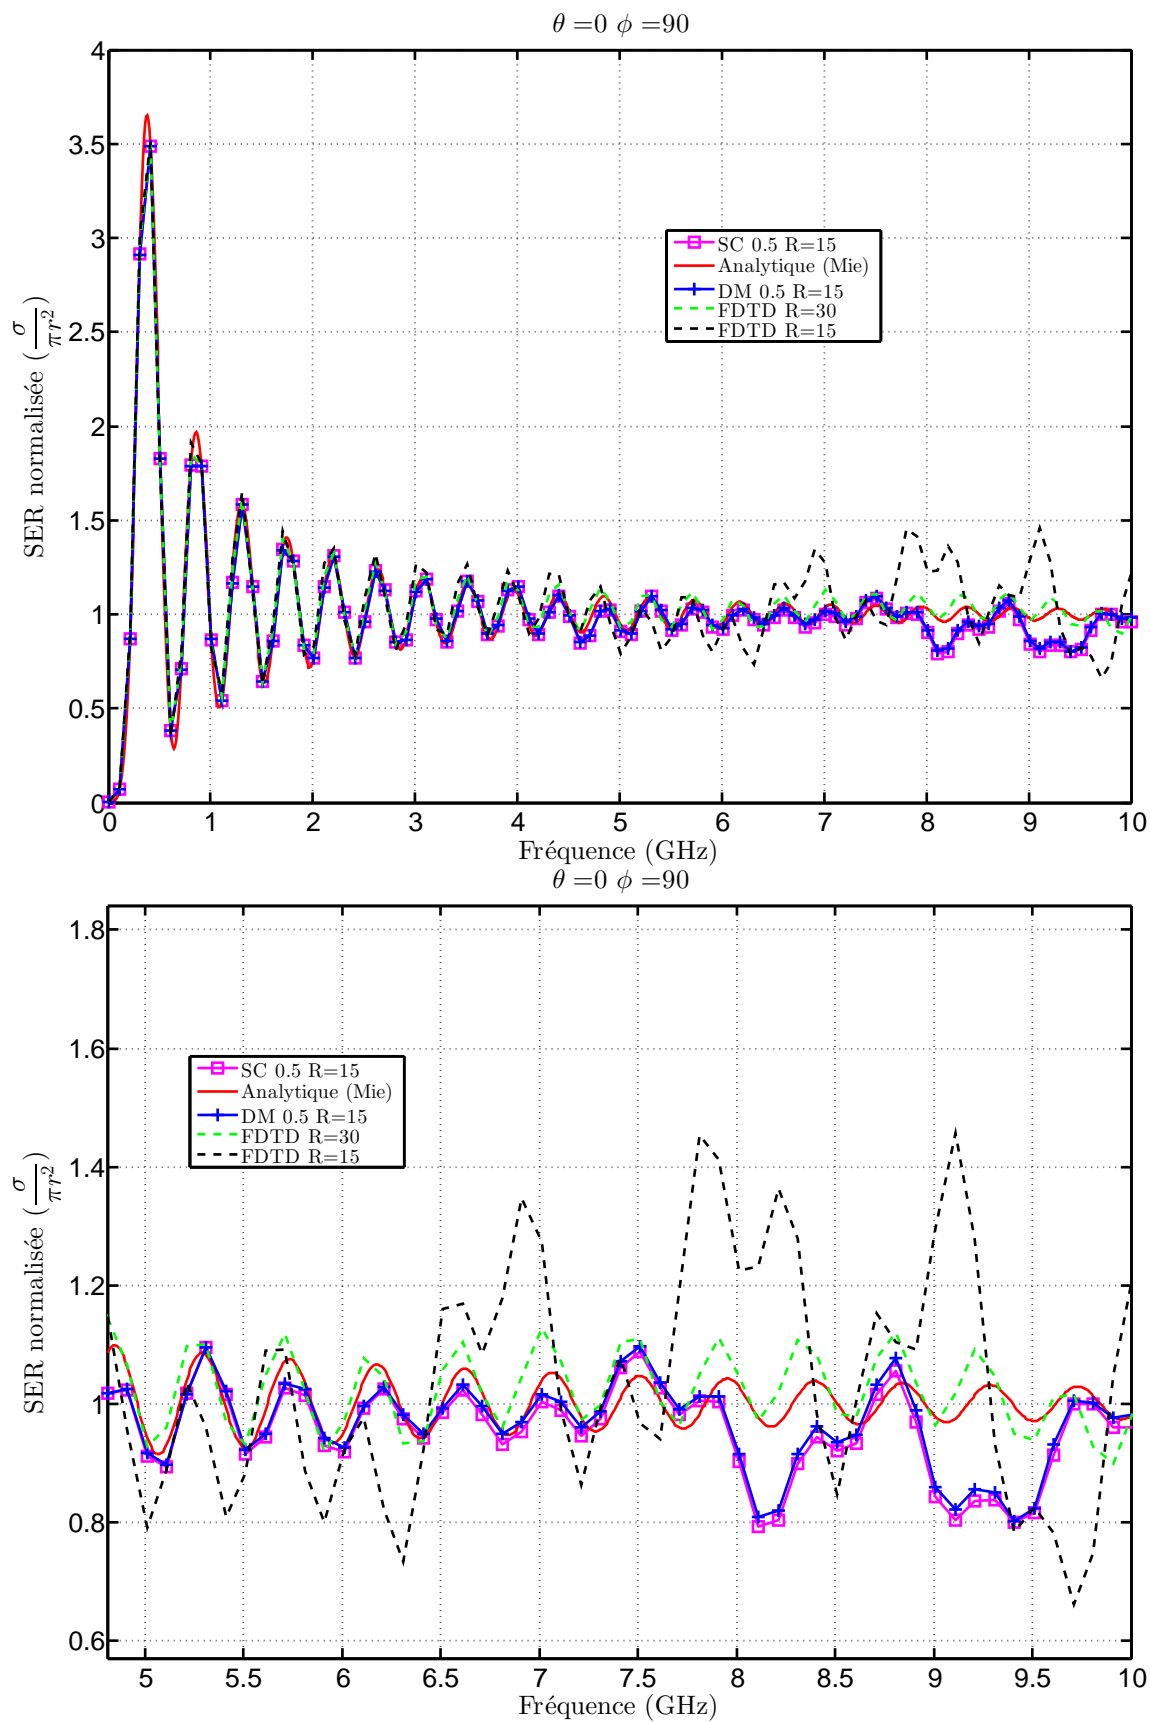 θ =0 ϕ =90
4
3.5
3
2.5
2
1.5
1
0.5
0
SER normalisée (σ/πr²)
SC 0.5 R=15
Analytique (Mie)
DM 0.5 R=15
FDTD R=30
FDTD R=15
0 1 2 3 4 5 6 7 8 9 10
Fréquence (GHz)
θ =0 ϕ =90
1.8
1.6
1.4
1.2
1
0.8
0.6
SER normalisée (σ/πr²)
SC 0.5 R=15
Analytique (Mie)
DM 0.5 R=15
FDTD R=30
FDTD R=15
5 5.5 6 6.5 7 7.5 8 8.5 9 9.5 10
Fréquence (GHz)